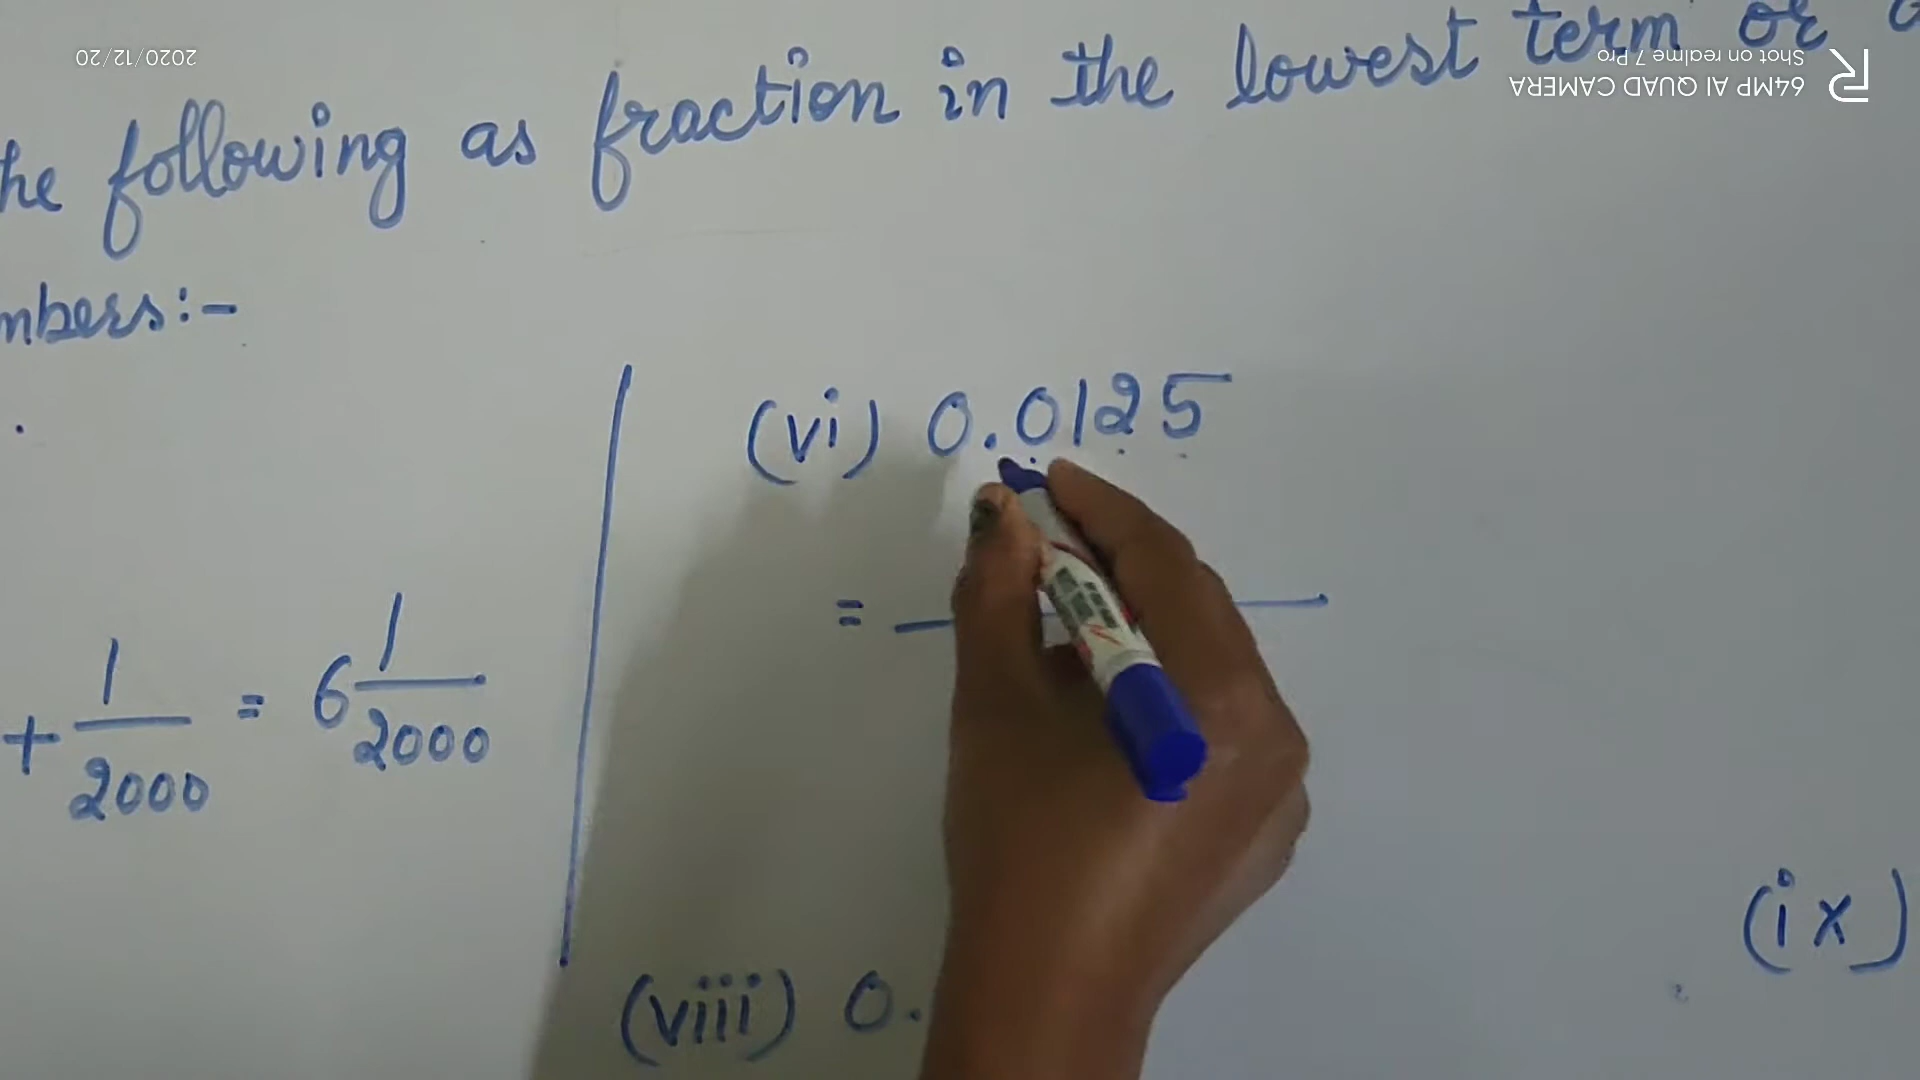 2020/12/20
Shot on realme 7 Pro
64MP AI QUAD CAMERA
he following as fraction in the lowest term or
mbers:-
(vi) 0.0125
=
+ 1/2000 = 6 1/2000
(viii) 0.
(ix)